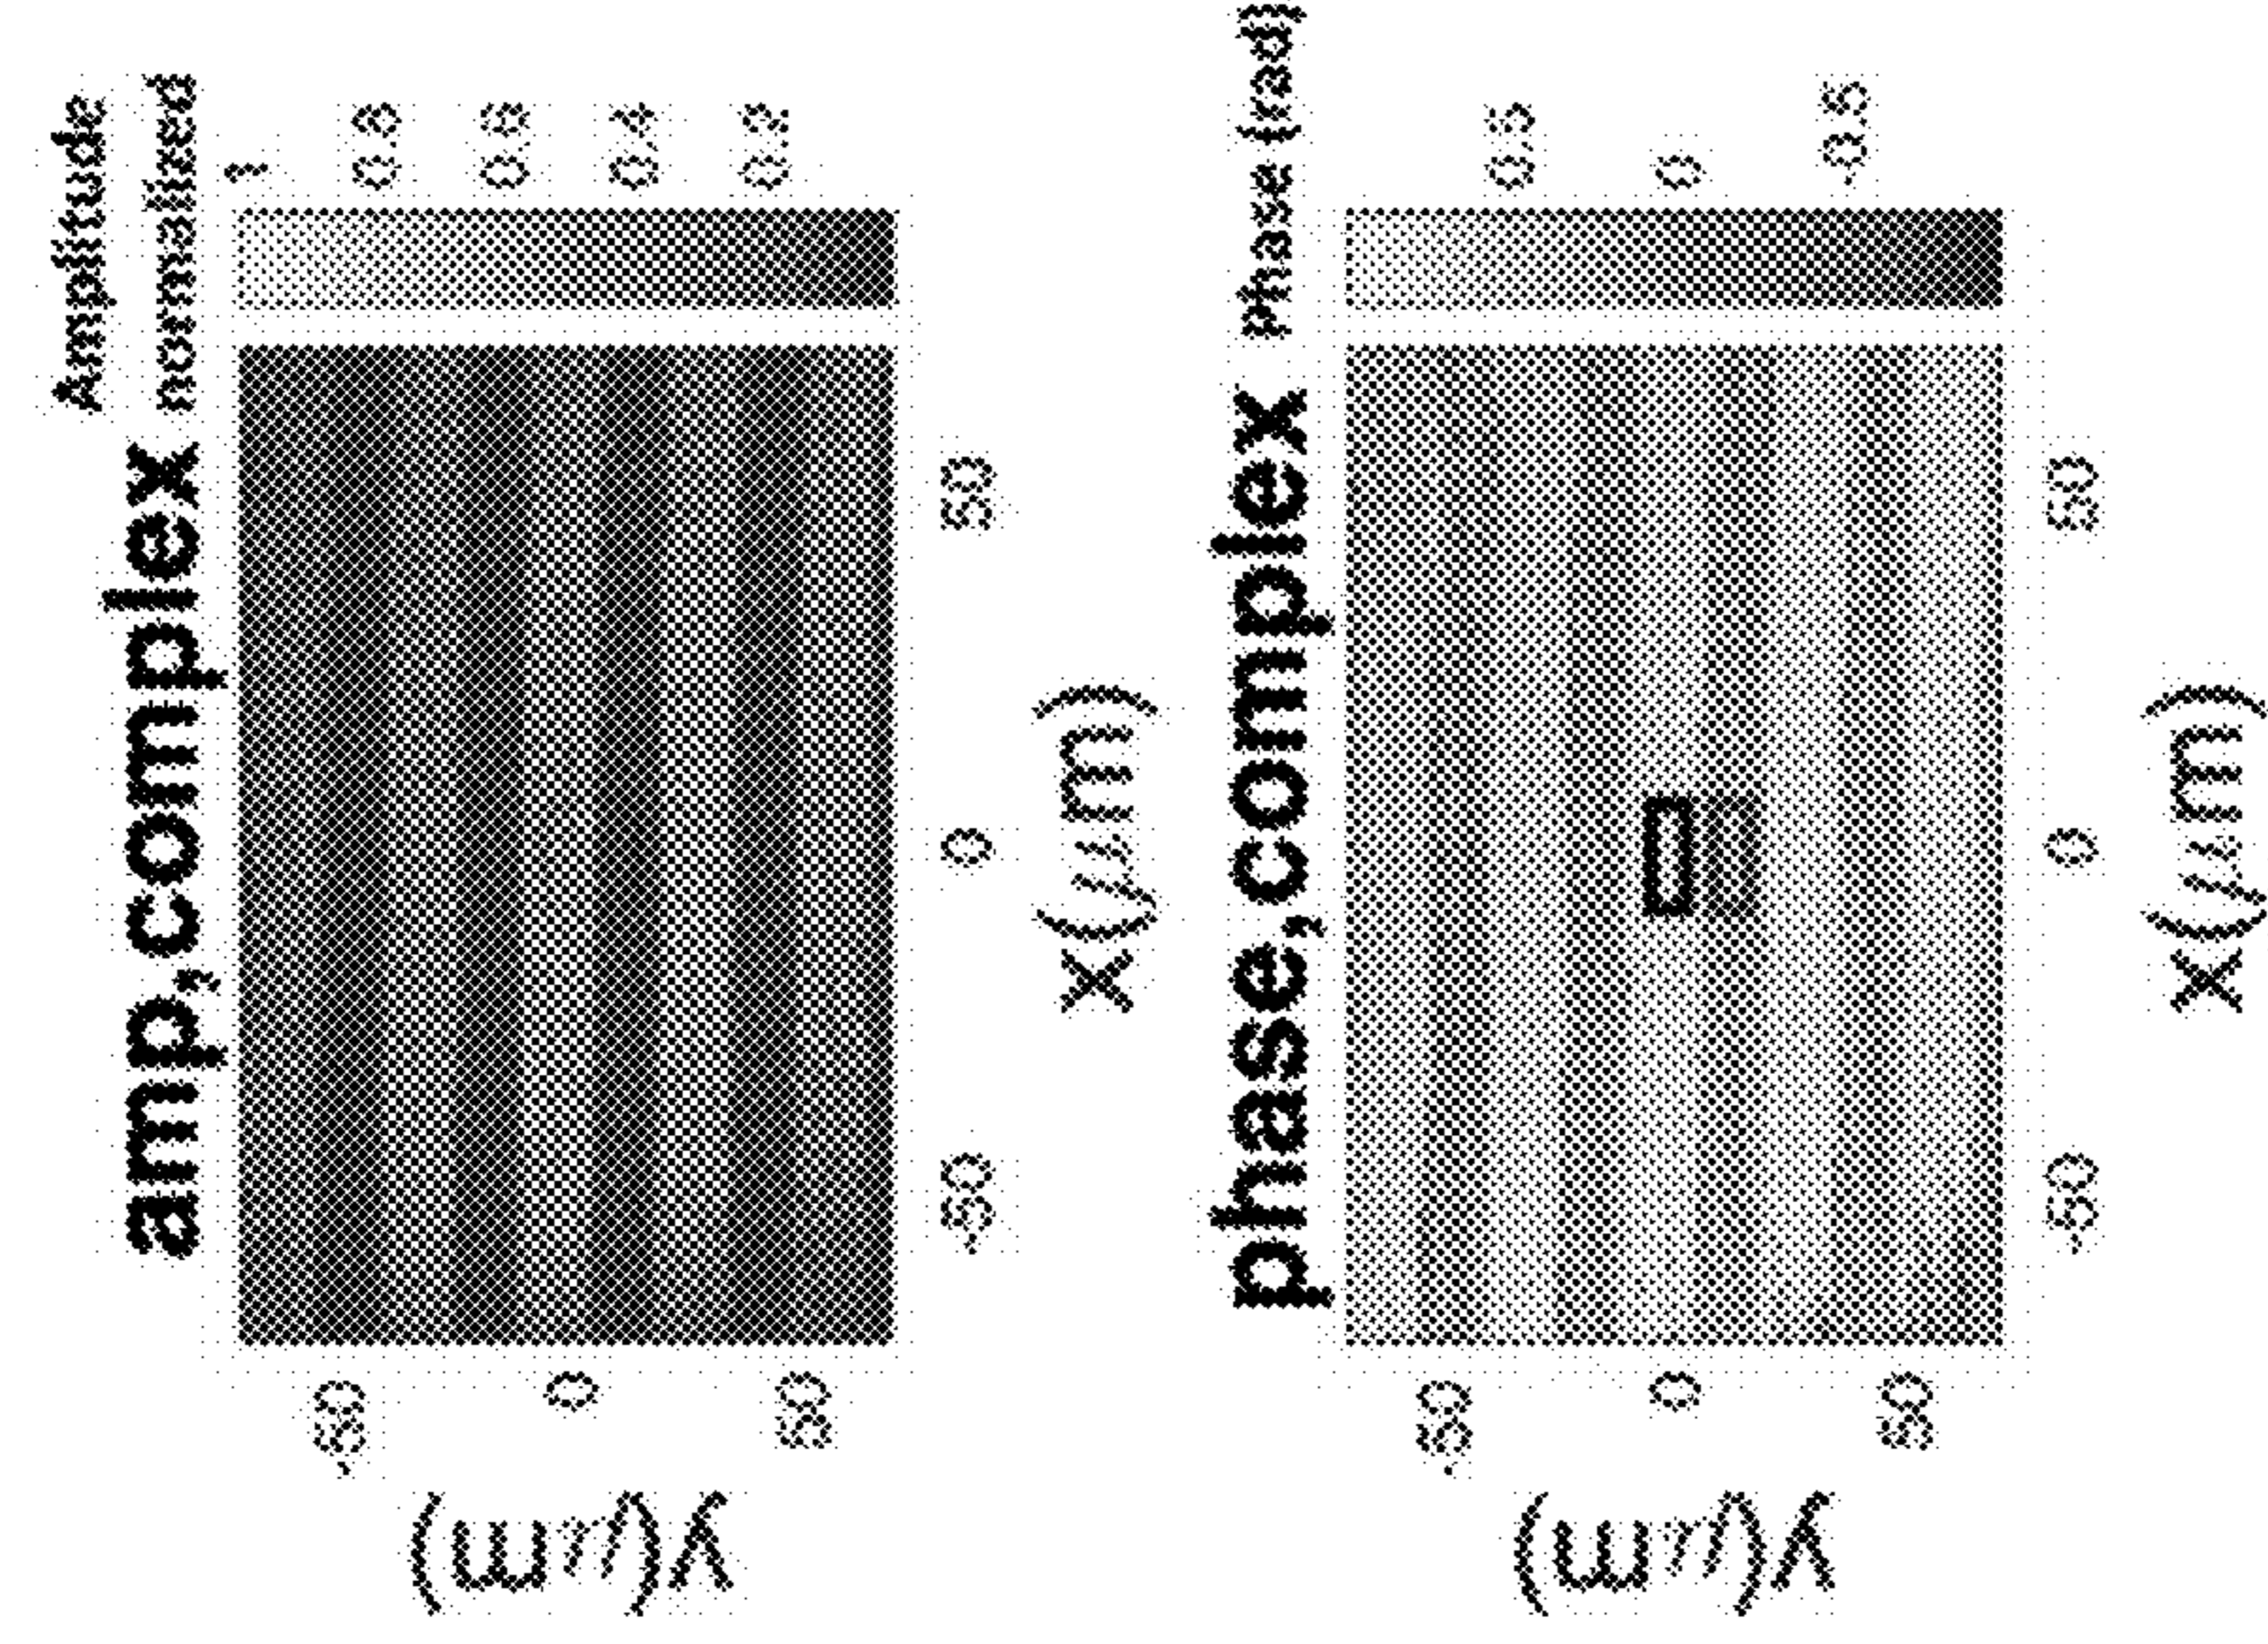 amp,complex
Amplitude
normalized
1
0.8
0.6
0.4
0.2
-50
0
50
y(μm)
-50
0
50
x(μm)
phase,complex
phase (rad)
0.5
0
-0.5
-50
0
50
y(μm)
-50
0
50
x(μm)